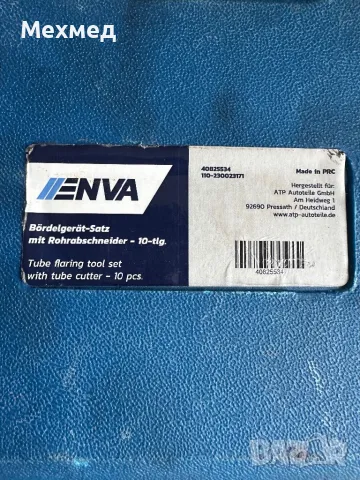 Мехмед
ENVA
Bördelgerät-Satz
mit Rohrabschneider - 10-tlg.
Tube flaring tool set
with tube cutter - 10 pcs.
40825534
110-230023171
Made in PRC
Hergestellt für:
ATP Autoteile GmbH
Am Heidweg 1
92690 Pressath / Deutschland
www.atp-autoteile.de
40825534
BAZAR